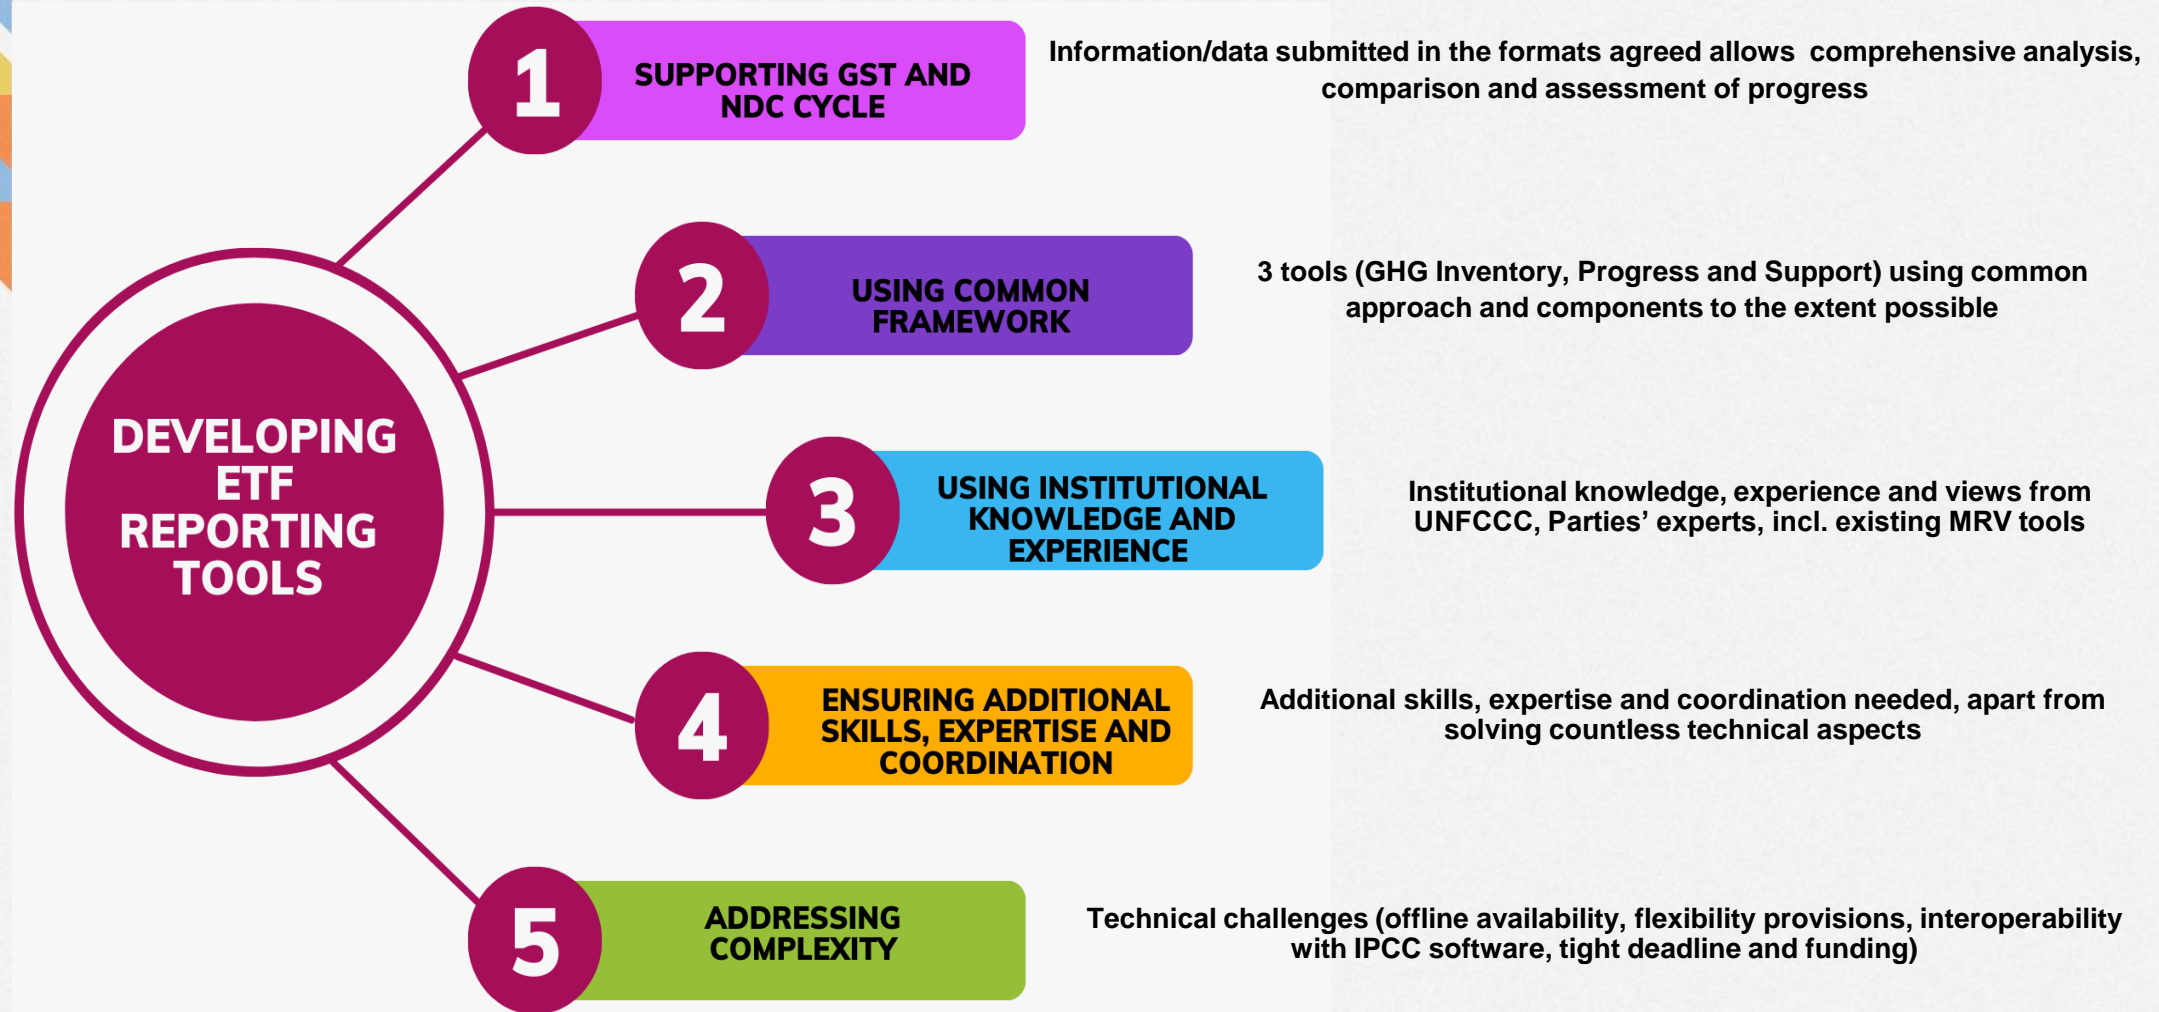 DEVELOPING
ETF
REPORTING
TOOLS
1
SUPPORTING GST AND
NDC CYCLE
Information/data submitted in the formats agreed allows comprehensive analysis,
comparison and assessment of progress
2
USING COMMON
FRAMEWORK
3 tools (GHG Inventory, Progress and Support) using common
approach and components to the extent possible
3
USING INSTITUTIONAL
KNOWLEDGE AND
EXPERIENCE
Institutional knowledge, experience and views from
UNFCCC, Parties’ experts, incl. existing MRV tools
4
ENSURING ADDITIONAL
SKILLS, EXPERTISE AND
COORDINATION
Additional skills, expertise and coordination needed, apart from
solving countless technical aspects
5
ADDRESSING
COMPLEXITY
Technical challenges (offline availability, flexibility provisions, interoperability
with IPCC software, tight deadline and funding)